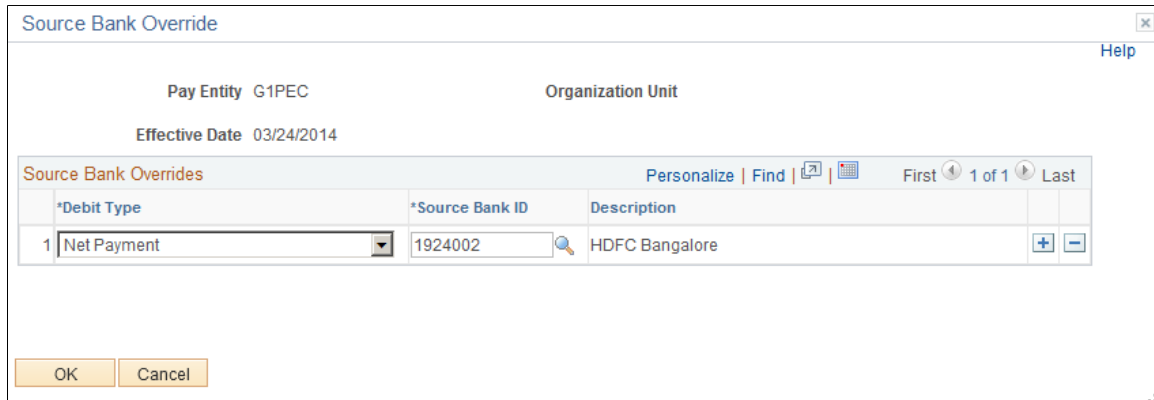 Source Bank Override
Help
Pay Entity G1PEC Organization Unit
Effective Date 03/24/2014
Source Bank Overrides Personalize | Find | | First 1 of 1 Last
*Debit Type *Source Bank ID Description
1 Net Payment 1924002 HDFC Bangalore
OK Cancel